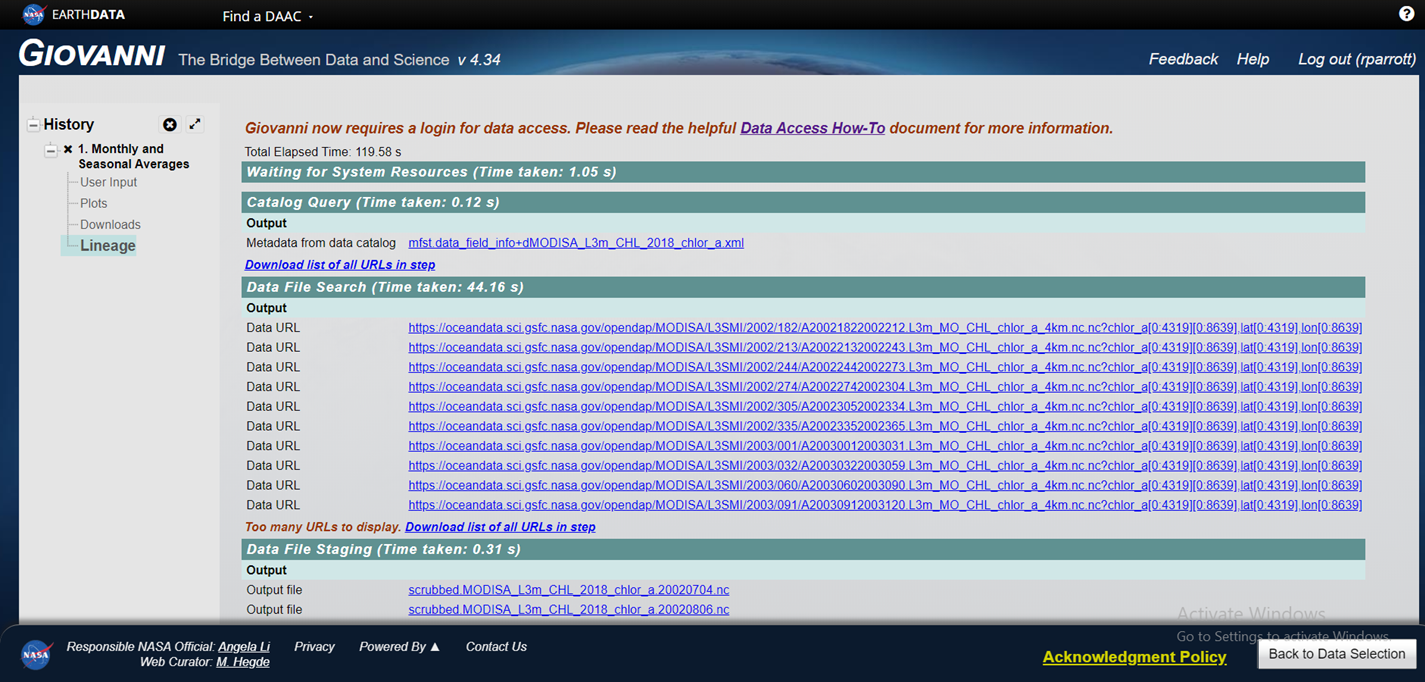 NASA EARTHDATA Find a DAAC
?
GIOVANNI The Bridge Between Data and Science v 4.34 Feedback Help Log out (rparrott)
History
1. Monthly and
Seasonal Averages
User Input
Plots
Downloads
Lineage
Giovanni now requires a login for data access. Please read the helpful Data Access How-To document for more information.
Total Elapsed Time: 119.58 s
Waiting for System Resources (Time taken: 1.05 s)
Catalog Query (Time taken: 0.12 s)
Output
Metadata from data catalog mfst.data_field_info+dMODISA_L3m_CHL_2018_chlor_a.xml
Download list of all URLs in step
Data File Search (Time taken: 44.16 s)
Output
Data URL https://oceandata.sci.gsfc.nasa.gov/opendap/MODISA/L3SMI/2002/182/A20021822002212.L3m_MO_CHL_chlor_a_4km.nc.nc?chlor_a[0:4319][0:8639],lat[0:4319],lon[0:8639]
Data URL https://oceandata.sci.gsfc.nasa.gov/opendap/MODISA/L3SMI/2002/213/A20022132002243.L3m_MO_CHL_chlor_a_4km.nc.nc?chlor_a[0:4319][0:8639],lat[0:4319],lon[0:8639]
Data URL https://oceandata.sci.gsfc.nasa.gov/opendap/MODISA/L3SMI/2002/244/A20022442002273.L3m_MO_CHL_chlor_a_4km.nc.nc?chlor_a[0:4319][0:8639],lat[0:4319],lon[0:8639]
Data URL https://oceandata.sci.gsfc.nasa.gov/opendap/MODISA/L3SMI/2002/274/A20022742002304.L3m_MO_CHL_chlor_a_4km.nc.nc?chlor_a[0:4319][0:8639],lat[0:4319],lon[0:8639]
Data URL https://oceandata.sci.gsfc.nasa.gov/opendap/MODISA/L3SMI/2002/305/A20023052002334.L3m_MO_CHL_chlor_a_4km.nc.nc?chlor_a[0:4319][0:8639],lat[0:4319],lon[0:8639]
Data URL https://oceandata.sci.gsfc.nasa.gov/opendap/MODISA/L3SMI/2002/335/A20023352002365.L3m_MO_CHL_chlor_a_4km.nc.nc?chlor_a[0:4319][0:8639],lat[0:4319],lon[0:8639]
Data URL https://oceandata.sci.gsfc.nasa.gov/opendap/MODISA/L3SMI/2003/001/A20030012003031.L3m_MO_CHL_chlor_a_4km.nc.nc?chlor_a[0:4319][0:8639],lat[0:4319],lon[0:8639]
Data URL https://oceandata.sci.gsfc.nasa.gov/opendap/MODISA/L3SMI/2003/032/A20030322003059.L3m_MO_CHL_chlor_a_4km.nc.nc?chlor_a[0:4319][0:8639],lat[0:4319],lon[0:8639]
Data URL https://oceandata.sci.gsfc.nasa.gov/opendap/MODISA/L3SMI/2003/060/A20030602003090.L3m_MO_CHL_chlor_a_4km.nc.nc?chlor_a[0:4319][0:8639],lat[0:4319],lon[0:8639]
Data URL https://oceandata.sci.gsfc.nasa.gov/opendap/MODISA/L3SMI/2003/091/A20030912003120.L3m_MO_CHL_chlor_a_4km.nc.nc?chlor_a[0:4319][0:8639],lat[0:4319],lon[0:8639]
Too many URLs to display. Download list of all URLs in step
Data File Staging (Time taken: 0.31 s)
Output
Output file scrubbed.MODISA_L3m_CHL_2018_chlor_a.20020704.nc
Output file scrubbed.MODISA_L3m_CHL_2018_chlor_a.20020806.nc
Activate Windows
Go to Settings to activate Windows.
NASA
Responsible NASA Official: Angela Li Privacy Powered By ▲ Contact Us
Web Curator: M. Hegde
Acknowledgment Policy
Back to Data Selection